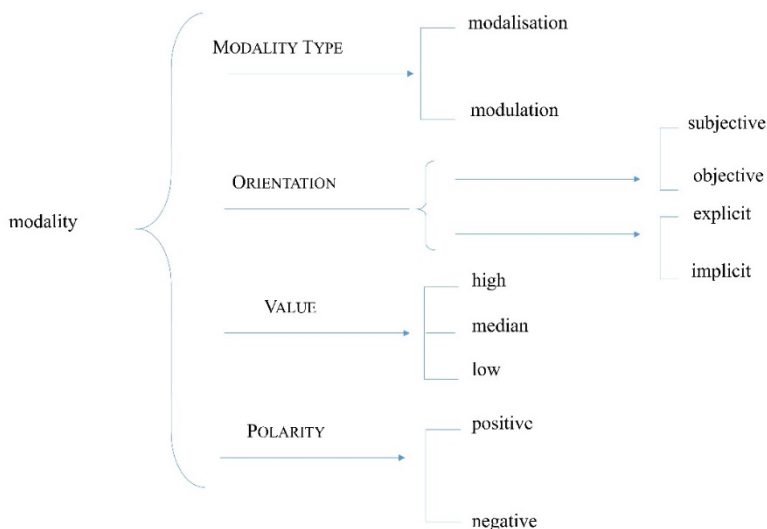 modality
MODALITY TYPE
modalisation
modulation
ORIENTATION
subjective
objective
explicit
implicit
VALUE
high
median
low
POLARITY
positive
negative